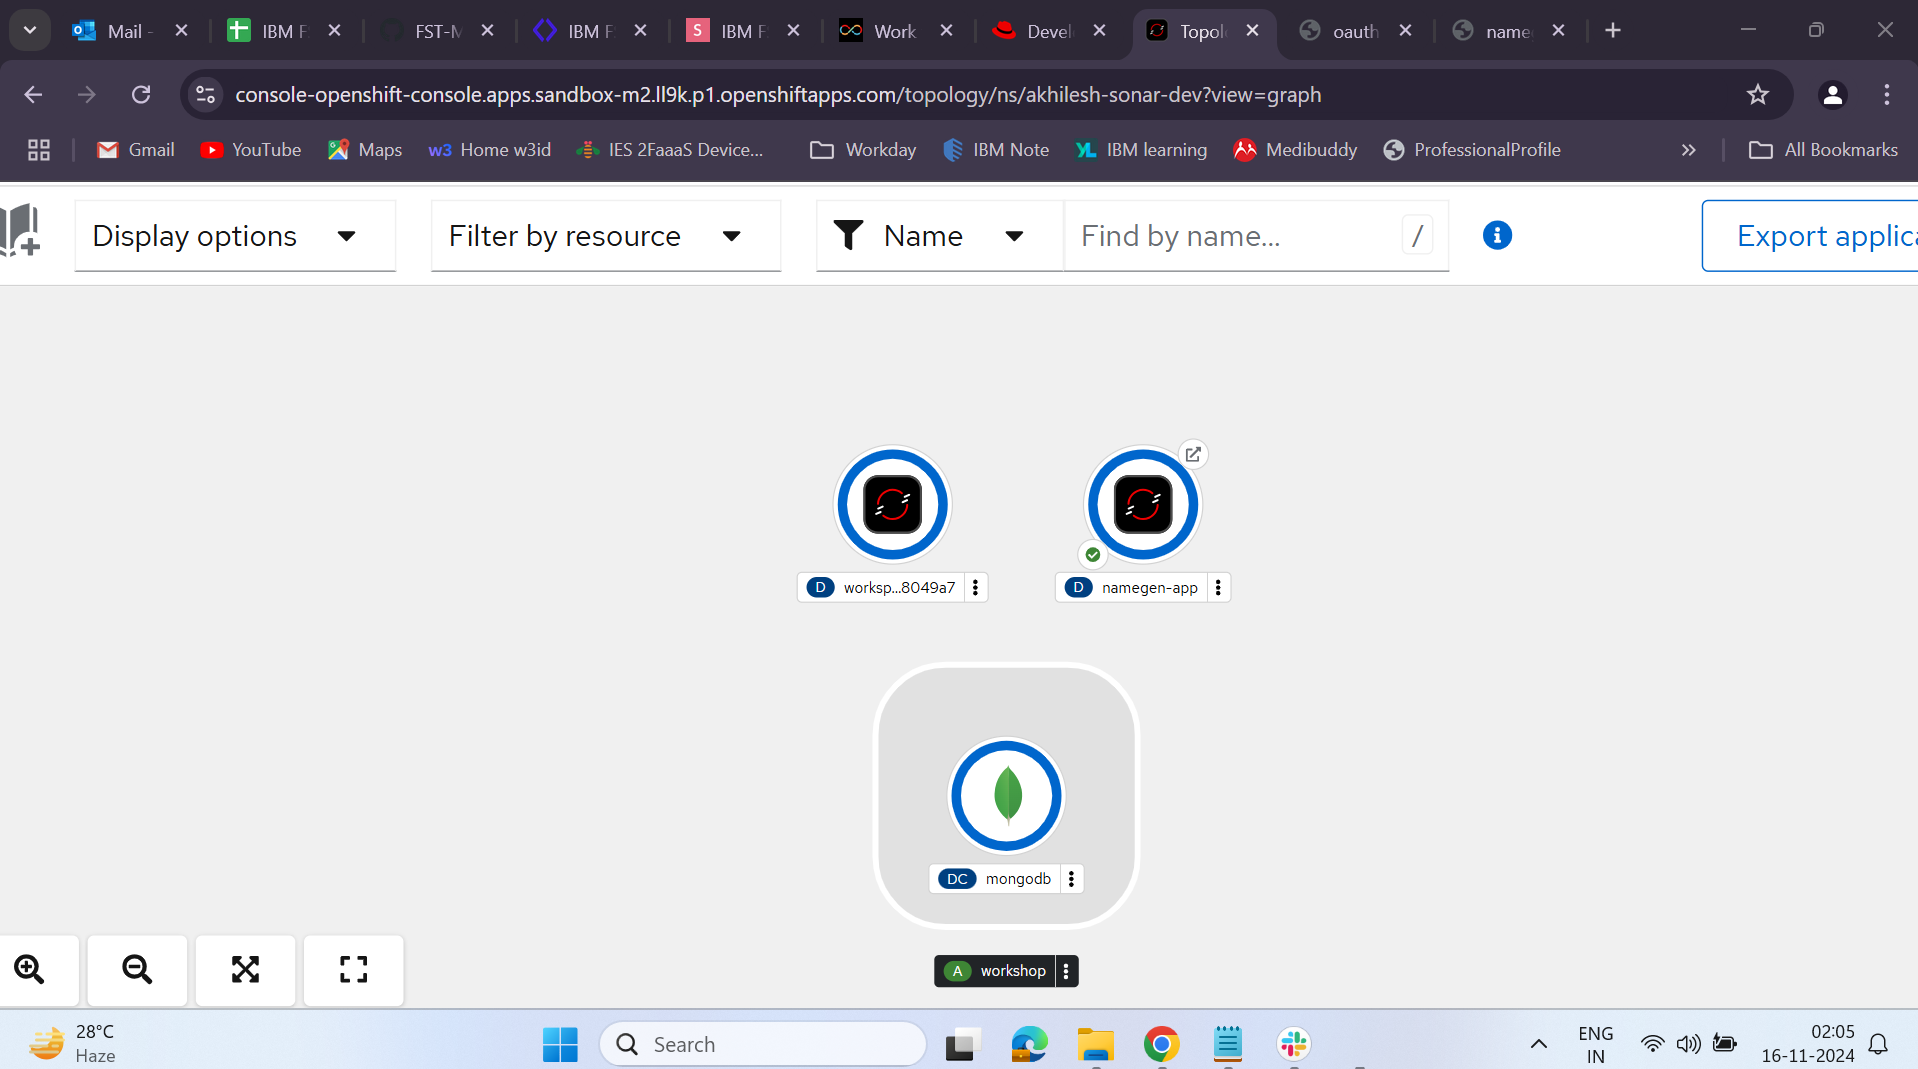 Mail -
IBM F
FST-M
IBM F
S
IBM F
Work
Devel
Topol
oauth
name
console-openshift-console.apps.sandbox-m2.ll9k.p1.openshiftapps.com/topology/ns/akhilesh-sonar-dev?view=graph
Gmail
YouTube
Maps
w3 Home w3id
IES 2FaaaS Device...
Workday
IBM Note
YL IBM learning
Medibuddy
ProfessionalProfile
All Bookmarks
Display options
Filter by resource
Name
Find by name...
/
Export applica
D worksp...8049a7
D namegen-app
DC mongodb
A workshop
28°C
Haze
Search
ENG
IN
02:05
16-11-2024